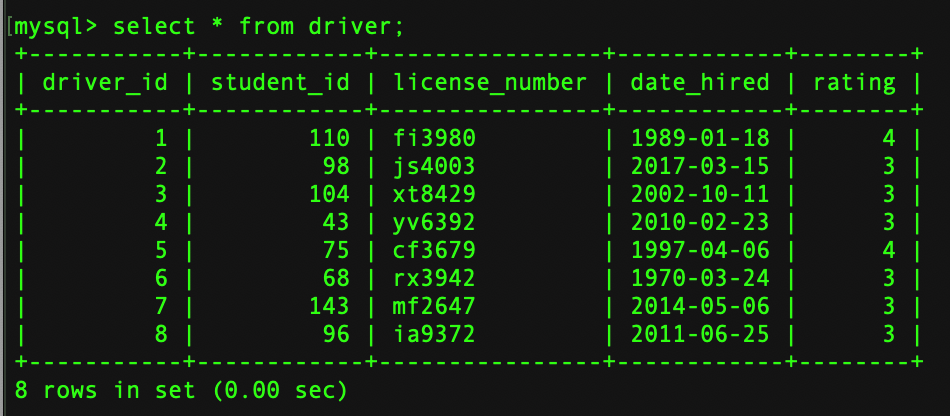 [mysql> select * from driver;
+-----------+------------+----------------+------------+--------+
| driver_id | student_id | license_number | date_hired | rating |
+-----------+------------+----------------+------------+--------+
|         1 |        110 | fi3980         | 1989-01-18 |      4 |
|         2 |         98 | js4003         | 2017-03-15 |      3 |
|         3 |        104 | xt8429         | 2002-10-11 |      3 |
|         4 |         43 | yv6392         | 2010-02-23 |      3 |
|         5 |         75 | cf3679         | 1997-04-06 |      4 |
|         6 |         68 | rx3942         | 1970-03-24 |      3 |
|         7 |        143 | mf2647         | 2014-05-06 |      3 |
|         8 |         96 | ia9372         | 2011-06-25 |      3 |
+-----------+------------+----------------+------------+--------+
8 rows in set (0.00 sec)